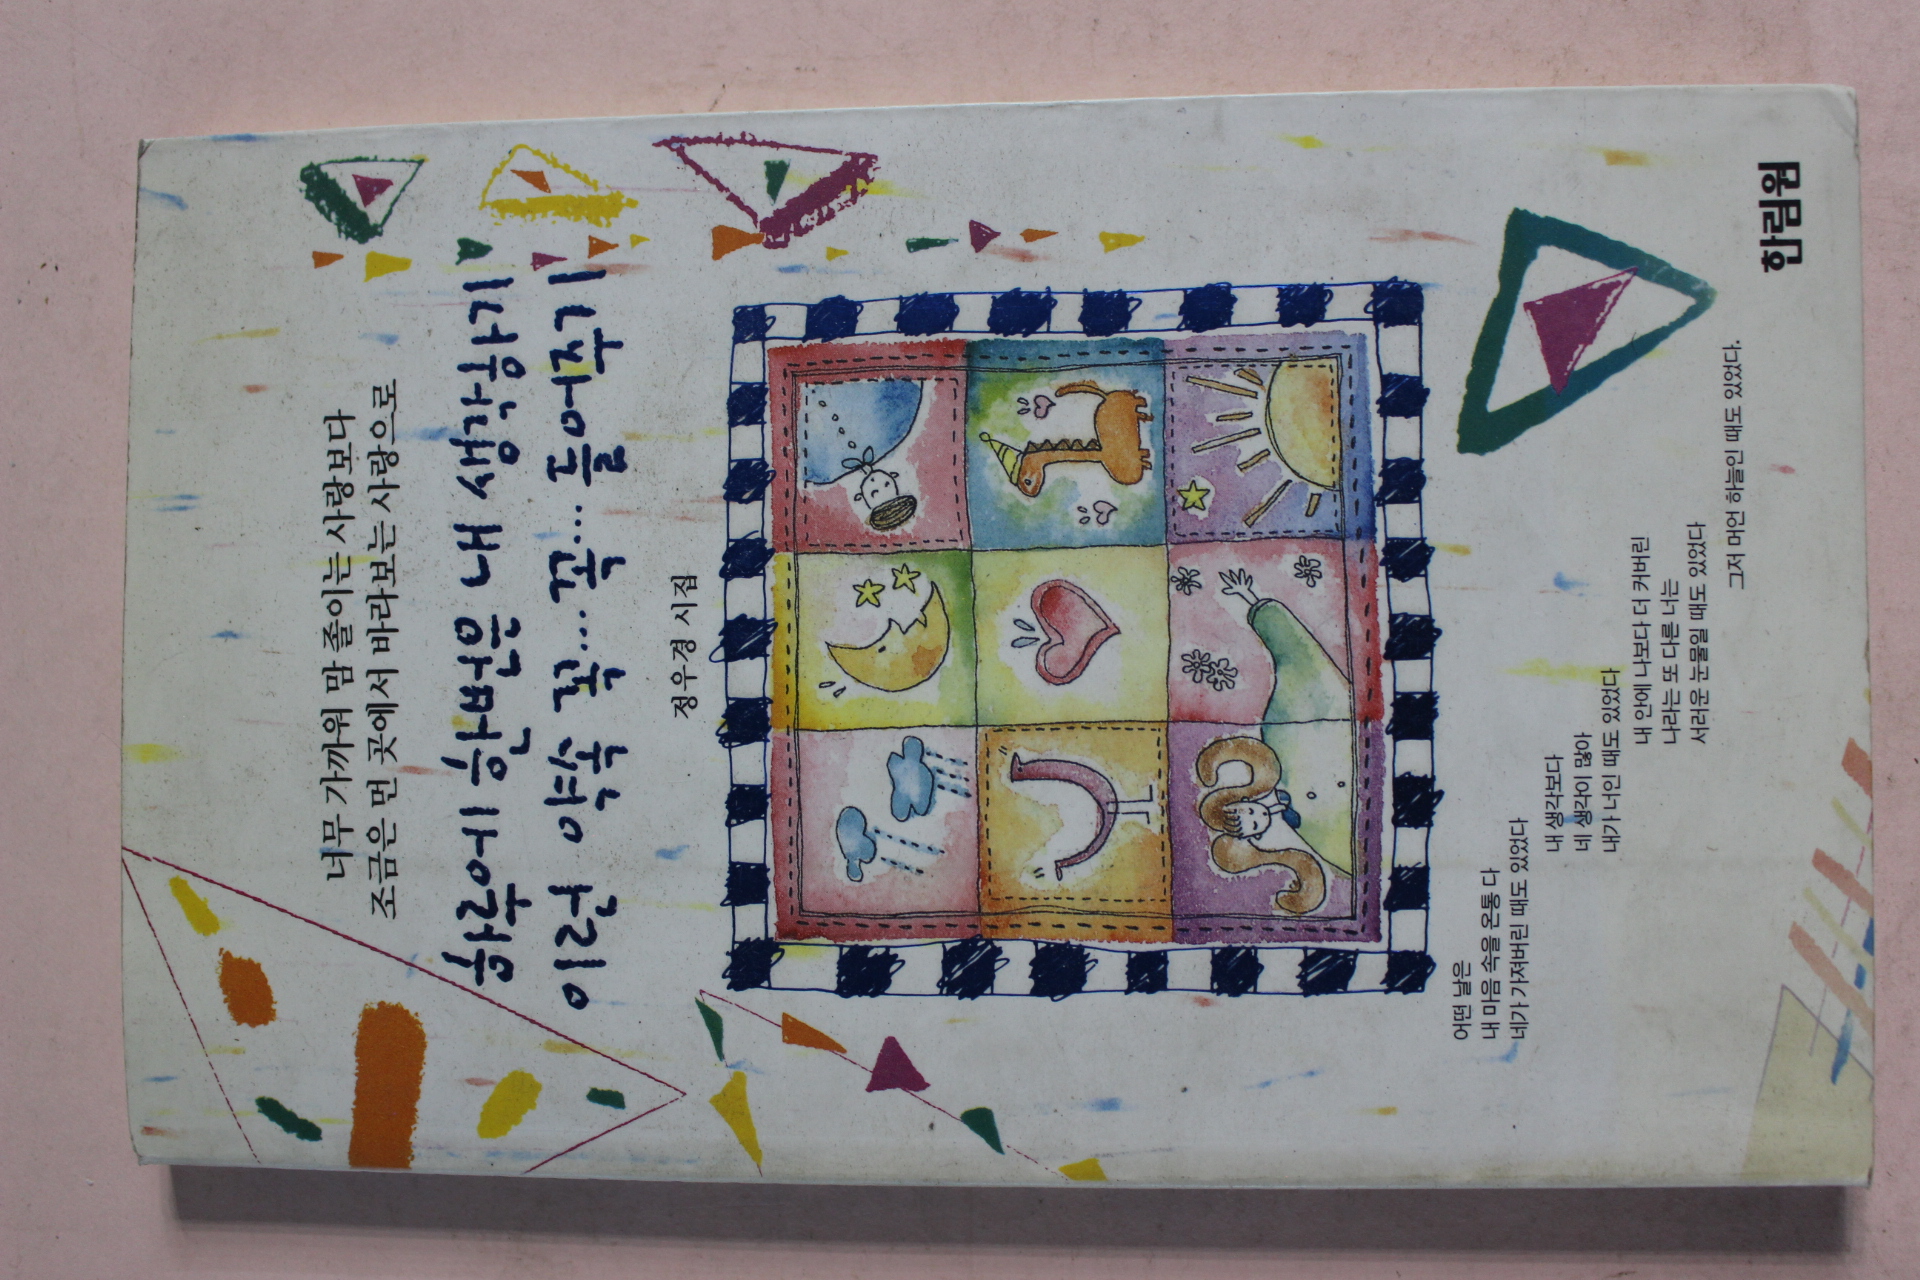 너무 가까워 맘 졸이는 사랑보다
조금은 먼 곳에서 바라보는 사랑으로
하루에 한번은 내 생각하기
이런 약속 꼭… 꼭… 들어주기
정우경 시집
어떤 날은
내 마음 속을 온통 다
네가 가져버린 때도 있었다
내 생각보다
네 생각이 많아
내가 너인 때도 있었다
내 안에 나보다 더 커버린
나라는 또 다른 너는
서러운 눈물일 때도 있었다
그저 머언 하늘인 때도 있었다.
한림원